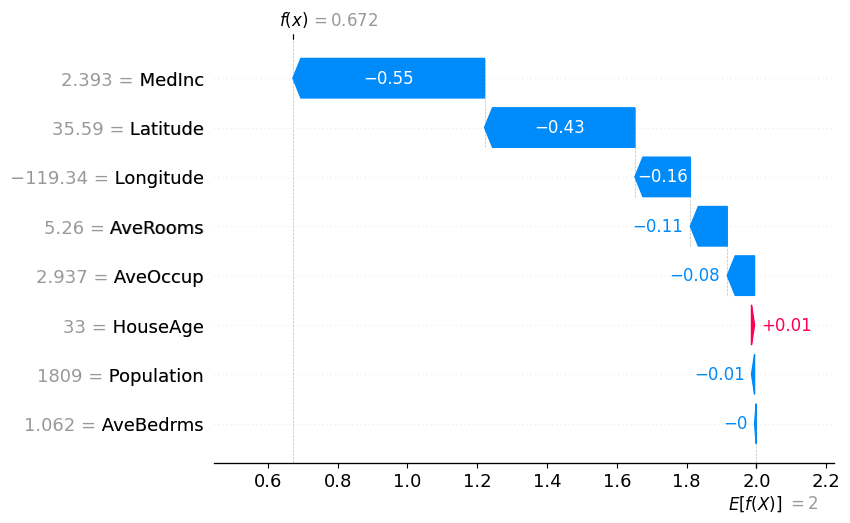 f(x) = 0.672
2.393 = MedInc −0.55
35.59 = Latitude −0.43
−119.34 = Longitude −0.16
5.26 = AveRooms −0.11
2.937 = AveOccup −0.08
33 = HouseAge +0.01
1809 = Population −0.01
1.062 = AveBedrms −0
0.6 0.8 1.0 1.2 1.4 1.6 1.8 2.0 2.2
E[f(X)] = 2